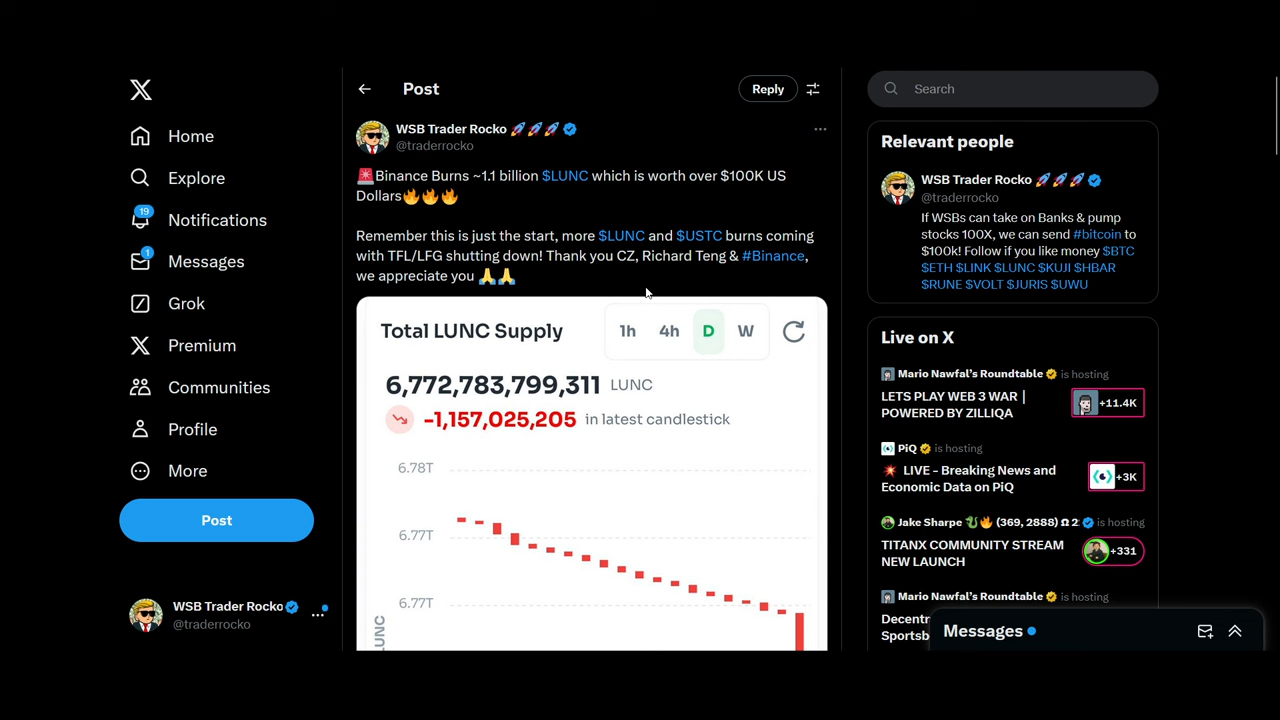 Home
Explore
19
Notifications
1
Messages
Grok
Premium
Communities
Profile
More
Post
WSB Trader Rocko 🚀🚀🚀
@traderrocko
Post
Reply
WSB Trader Rocko 🚀🚀🚀
@traderrocko
🚨Binance Burns ~1.1 billion $LUNC which is worth over $100K US
Dollars🔥🔥🔥
Remember this is just the start, more $LUNC and $USTC burns coming
with TFL/LFG shutting down! Thank you CZ, Richard Teng & #Binance,
we appreciate you 🙏🙏
Total LUNC Supply
1h 4h D W
6,772,783,799,311 LUNC
-1,157,025,205 in latest candlestick
6.78T
6.77T
6.77T
LUNC
Search
Relevant people
WSB Trader Rocko 🚀🚀🚀
@traderrocko
If WSBs can take on Banks & pump
stocks 100X, we can send #bitcoin to
$100k! Follow if you like money $BTC
$ETH $LINK $LUNC $KUJI $HBAR
$RUNE $VOLT $JURIS $UWU
Live on X
Mario Nawfal's Roundtable is hosting
LETS PLAY WEB 3 WAR |
POWERED BY ZILLIQA
+11.4K
PiQ is hosting
💥 LIVE - Breaking News and
Economic Data on PiQ
+3K
Jake Sharpe 🐉🔥 (369, 2888) Ω 2 is hosting
TITANX COMMUNITY STREAM
NEW LAUNCH
+331
Mario Nawfal's Roundtable is hosting
Decentr
Sportsb
Messages